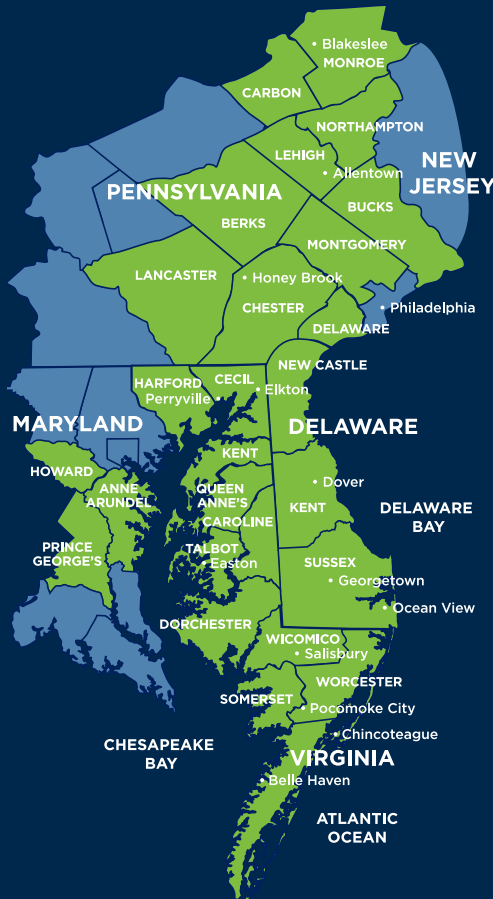 Blakeslee
MONROE
CARBON
NORTHAMPTON
LEHIGH
NEW
JERSEY
Allentown
PENNSYLVANIA
BUCKS
BERKS
MONTGOMERY
LANCASTER
Honey Brook
CHESTER
Philadelphia
DELAWARE
NEW CASTLE
HARFORD
CECIL
Elkton
Perryville
MARYLAND
DELAWARE
KENT
HOWARD
ANNE
ARUNDEL
QUEEN
ANNE'S
Dover
KENT
DELAWARE
BAY
CAROLINE
PRINCE
GEORGE'S
TALBOT
Easton
SUSSEX
Georgetown
Ocean View
DORCHESTER
WICOMICO
Salisbury
WORCESTER
SOMERSET
Pocomoke City
Chincoteague
CHESAPEAKE
BAY
VIRGINIA
Belle Haven
ATLANTIC
OCEAN